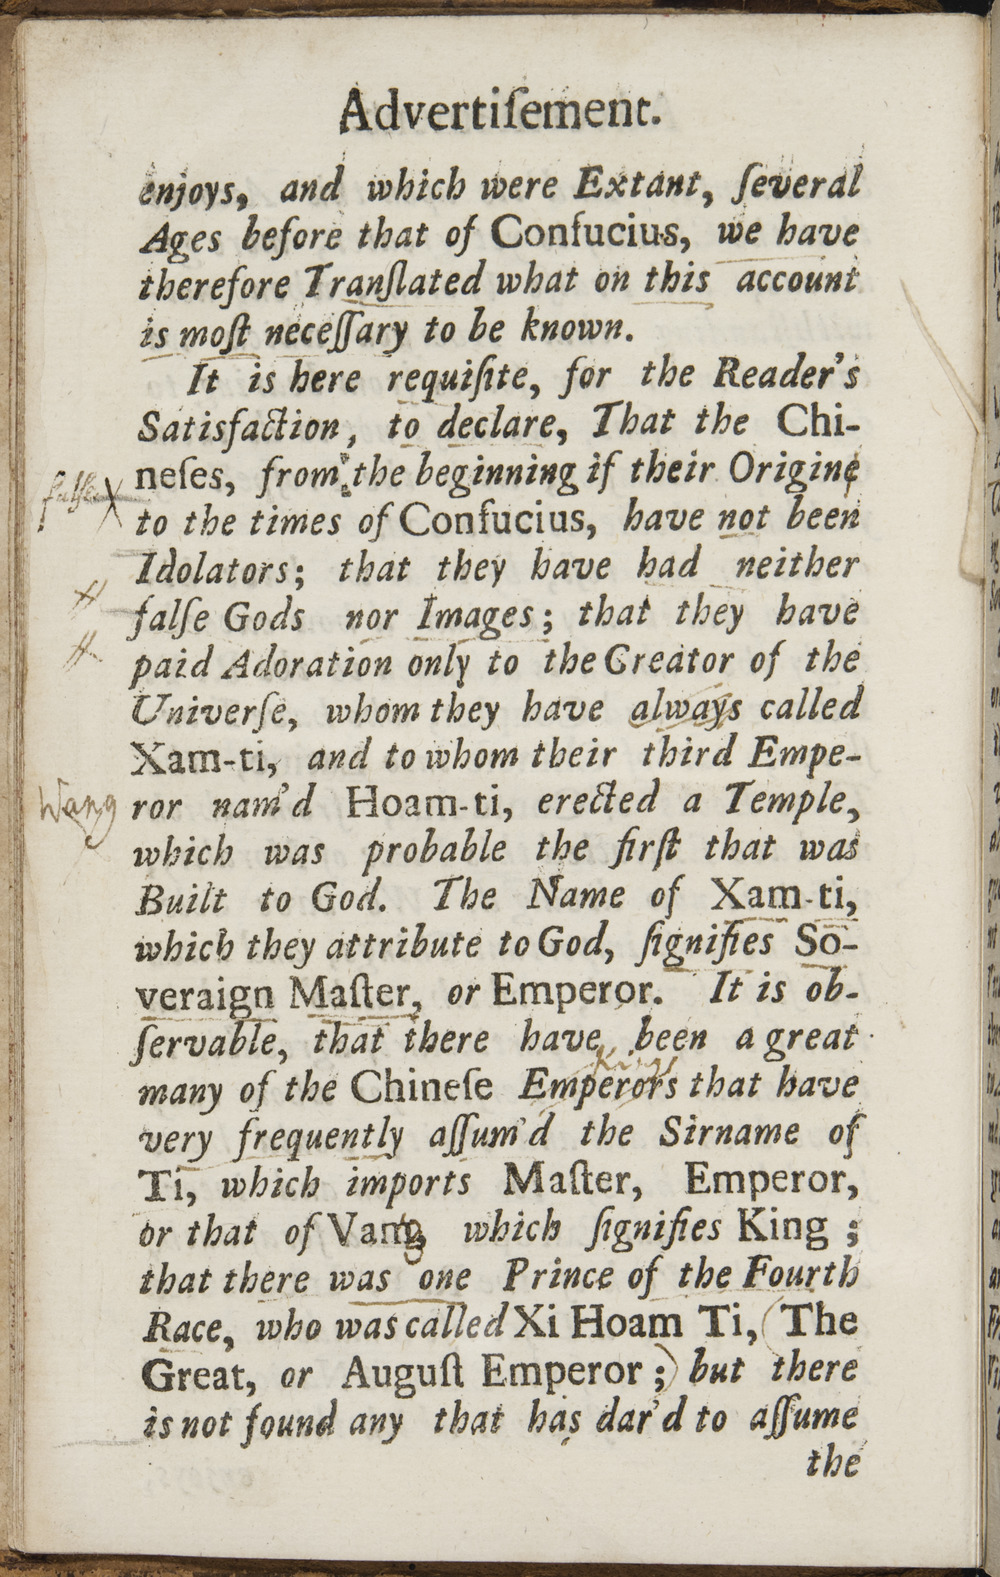 Advertiſement.
enjoys, and which were Extant, ſeveral
Ages before that of Confucius, we have
therefore Tranſlated what on this account
is moſt neceſſary to be known.
It is here requiſite, for the Reader's
Satisfaction, to declare, That the Chi-
neſes, from the beginning if their Origine
false X
to the times of Confucius, have not been
Idolators; that they have had neither
falſe Gods nor Images; that they have
paid Adoration only to the Creator of the
Univerſe, whom they have always called
Xam-ti, and to whom their third Empe-
Wang
ror nam'd Hoam-ti, erected a Temple,
which was probable the firſt that was
Built to God. The Name of Xam-ti,
which they attribute to God, ſignifies So-
veraign Maſter, or Emperor. It is ob-
ſervable, that there have been a great
Kings
many of the Chineſe Emperors that have
very frequently aſſum'd the Sirname of
Ti, which imports Maſter, Emperor,
or that of Vang which ſignifies King;
that there was one Prince of the Fourth
Race, who was called Xi Hoam Ti, (The
Great, or Auguſt Emperor;) but there
is not found any that has dar'd to aſſume
the